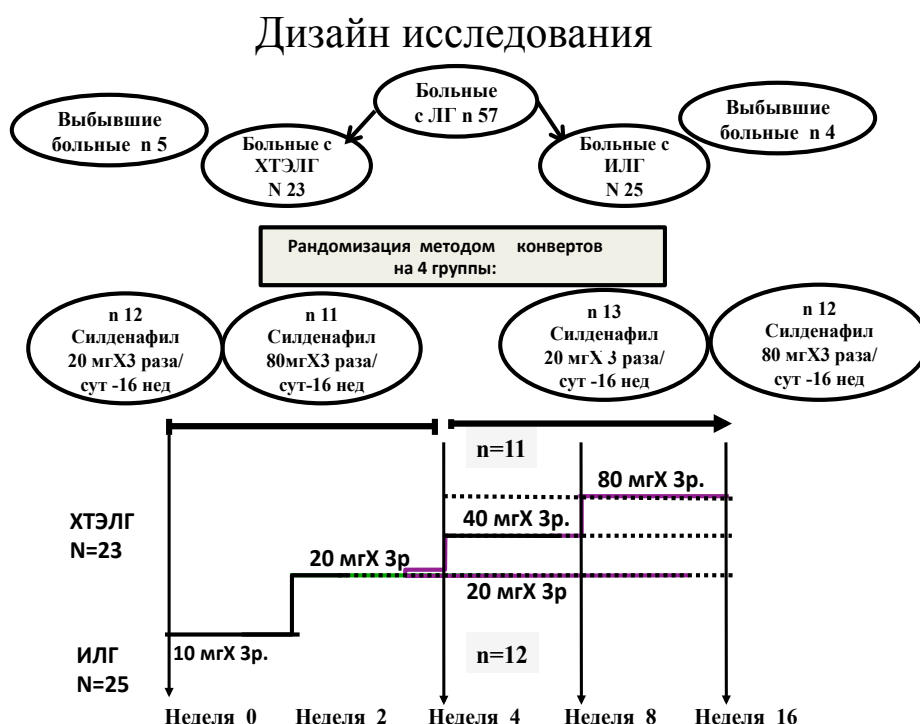 Дизайн исследования
Больные
с ЛГ n 57
Выбывшие
больные n 5
Выбывшие
больные n 4
Больные с
ХТЭЛГ
N 23
Больные с
ИЛГ
N 25
Рандомизация методом конвертов
на 4 группы:
n 12
Силденафил
20 мгХ3 раза/
сут -16 нед
n 11
Силденафил
80мгХ3 раза/
сут-16 нед
n 13
Силденафил
20 мгХ 3 раза/
сут -16 нед
n 12
Силденафил
80 мгХ3 раза/
сут -16 нед
n=11
80 мгХ 3р.
ХТЭЛГ
N=23
40 мгХ 3р.
20 мгХ 3р
20 мгХ 3р
ИЛГ
N=25
10 мгХ 3р.
n=12
Неделя 0 Неделя 2 Неделя 4 Неделя 8 Неделя 16